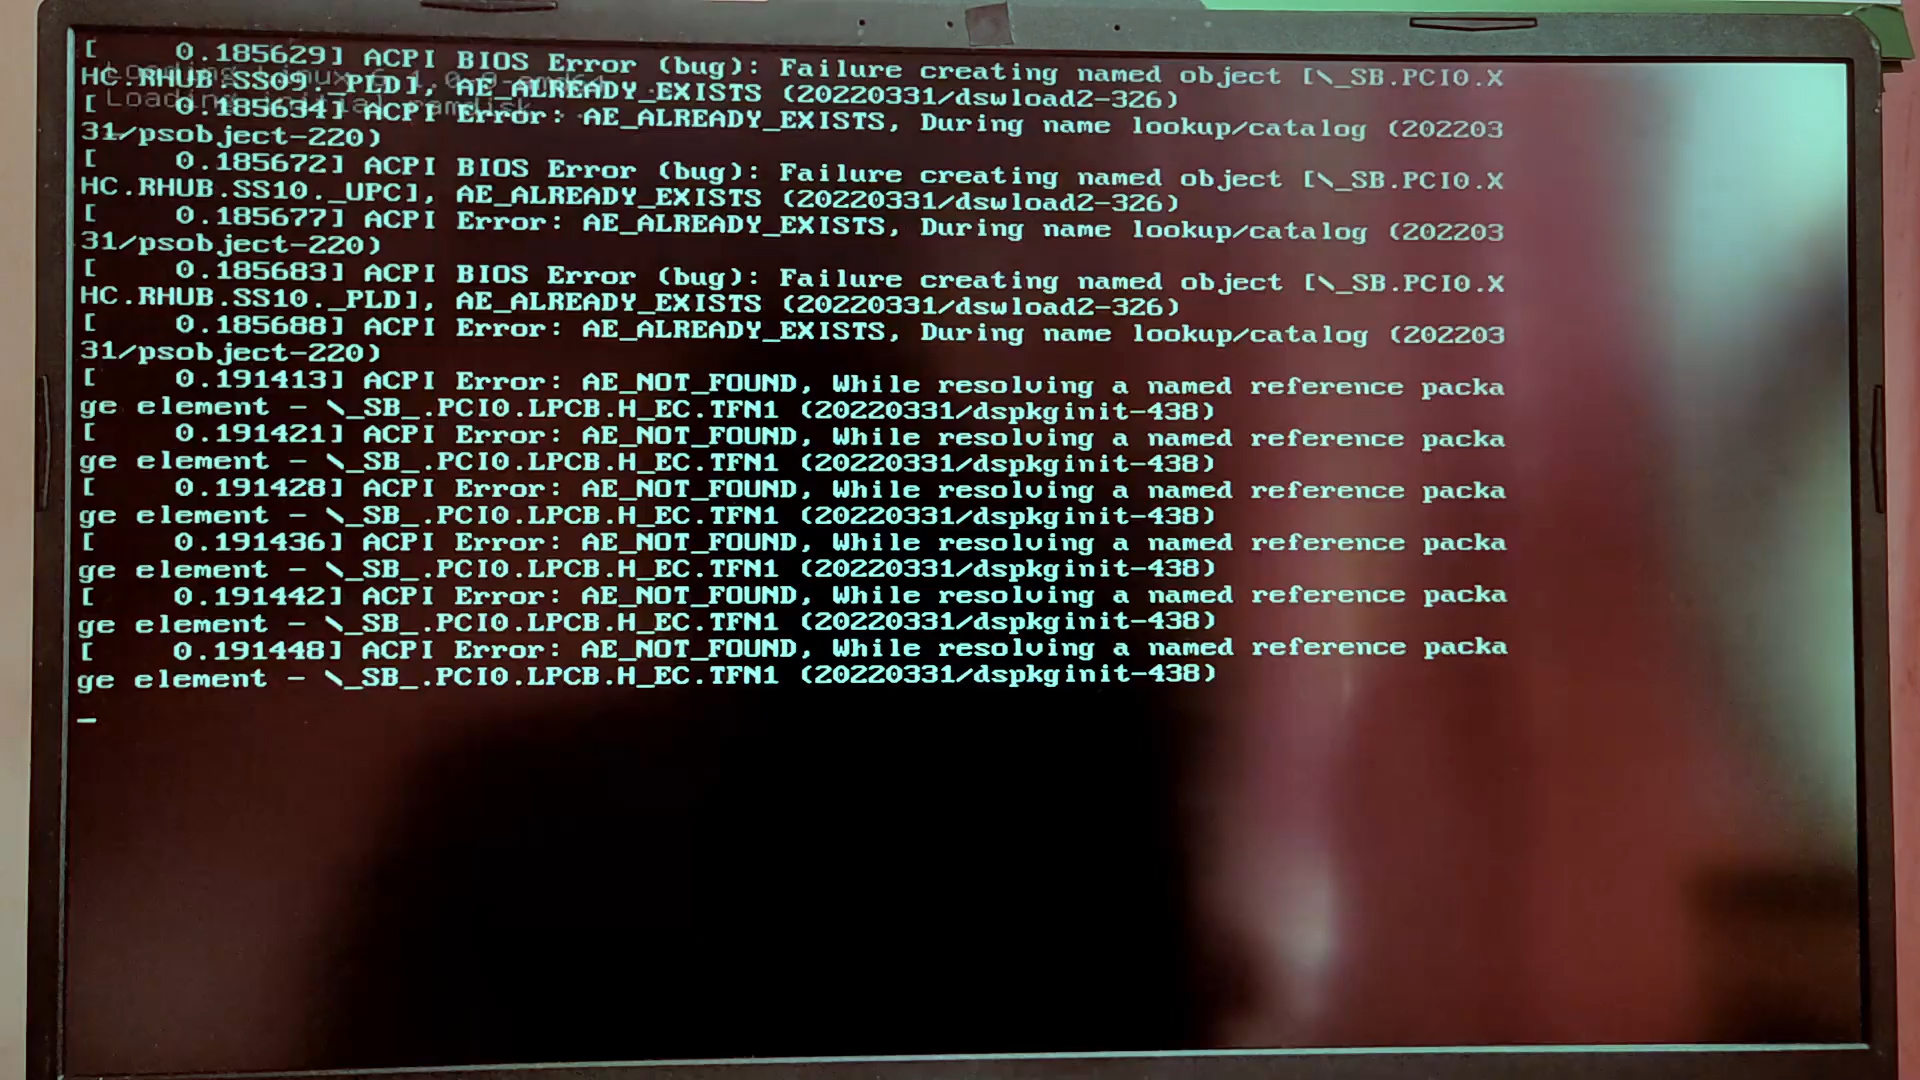 [    0.185629] ACPI BIOS Error (bug): Failure creating named object [\_SB.PCI0.X
Loading Linux 6.1.0-9-amd64 ...
HC.RHUB.SS09._PLD], AE_ALREADY_EXISTS (20220331/dswload2-326)
Loading initial ramdisk ...
[    0.185634] ACPI Error: AE_ALREADY_EXISTS, During name lookup/catalog (202203
31/psobject-220)
[    0.185672] ACPI BIOS Error (bug): Failure creating named object [\_SB.PCI0.X
HC.RHUB.SS10._UPC], AE_ALREADY_EXISTS (20220331/dswload2-326)
[    0.185677] ACPI Error: AE_ALREADY_EXISTS, During name lookup/catalog (202203
31/psobject-220)
[    0.185683] ACPI BIOS Error (bug): Failure creating named object [\_SB.PCI0.X
HC.RHUB.SS10._PLD], AE_ALREADY_EXISTS (20220331/dswload2-326)
[    0.185688] ACPI Error: AE_ALREADY_EXISTS, During name lookup/catalog (202203
31/psobject-220)
[    0.191413] ACPI Error: AE_NOT_FOUND, While resolving a named reference packa
ge element - \_SB_.PCI0.LPCB.H_EC.TFN1 (20220331/dspkginit-438)
[    0.191421] ACPI Error: AE_NOT_FOUND, While resolving a named reference packa
ge element - \_SB_.PCI0.LPCB.H_EC.TFN1 (20220331/dspkginit-438)
[    0.191428] ACPI Error: AE_NOT_FOUND, While resolving a named reference packa
ge element - \_SB_.PCI0.LPCB.H_EC.TFN1 (20220331/dspkginit-438)
[    0.191436] ACPI Error: AE_NOT_FOUND, While resolving a named reference packa
ge element - \_SB_.PCI0.LPCB.H_EC.TFN1 (20220331/dspkginit-438)
[    0.191442] ACPI Error: AE_NOT_FOUND, While resolving a named reference packa
ge element - \_SB_.PCI0.LPCB.H_EC.TFN1 (20220331/dspkginit-438)
[    0.191448] ACPI Error: AE_NOT_FOUND, While resolving a named reference packa
ge element - \_SB_.PCI0.LPCB.H_EC.TFN1 (20220331/dspkginit-438)